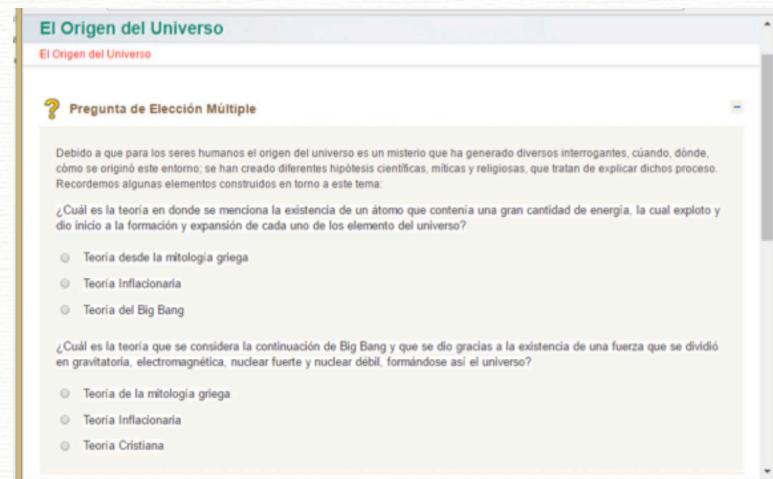 El Origen del Universo
El Origen del Universo
? Pregunta de Elección Múltiple
Debido a que para los seres humanos el origen del universo es un misterio que ha generado diversos interrogantes, cúando, dónde,
cómo se originó este entorno; se han creado diferentes hipótesis científicas, míticas y religiosas, que tratan de explicar dichos proceso.
Recordemos algunas elementos construidos en torno a este tema:
¿Cuál es la teoría en donde se menciona la existencia de un átomo que contenía una gran cantidad de energía, la cual exploto y
dio inicio a la formación y expansión de cada uno de los elemento del universo?
Teoría desde la mitología griega
Teoría Inflacionaria
Teoría del Big Bang
¿Cuál es la teoría que se considera la continuación de Big Bang y que se dio gracias a la existencia de una fuerza que se dividió
en gravitatoria, electromagnética, nuclear fuerte y nuclear débil, formándose así el universo?
Teoría de la mitología griega
Teoría Inflacionaria
Teoría Cristiana